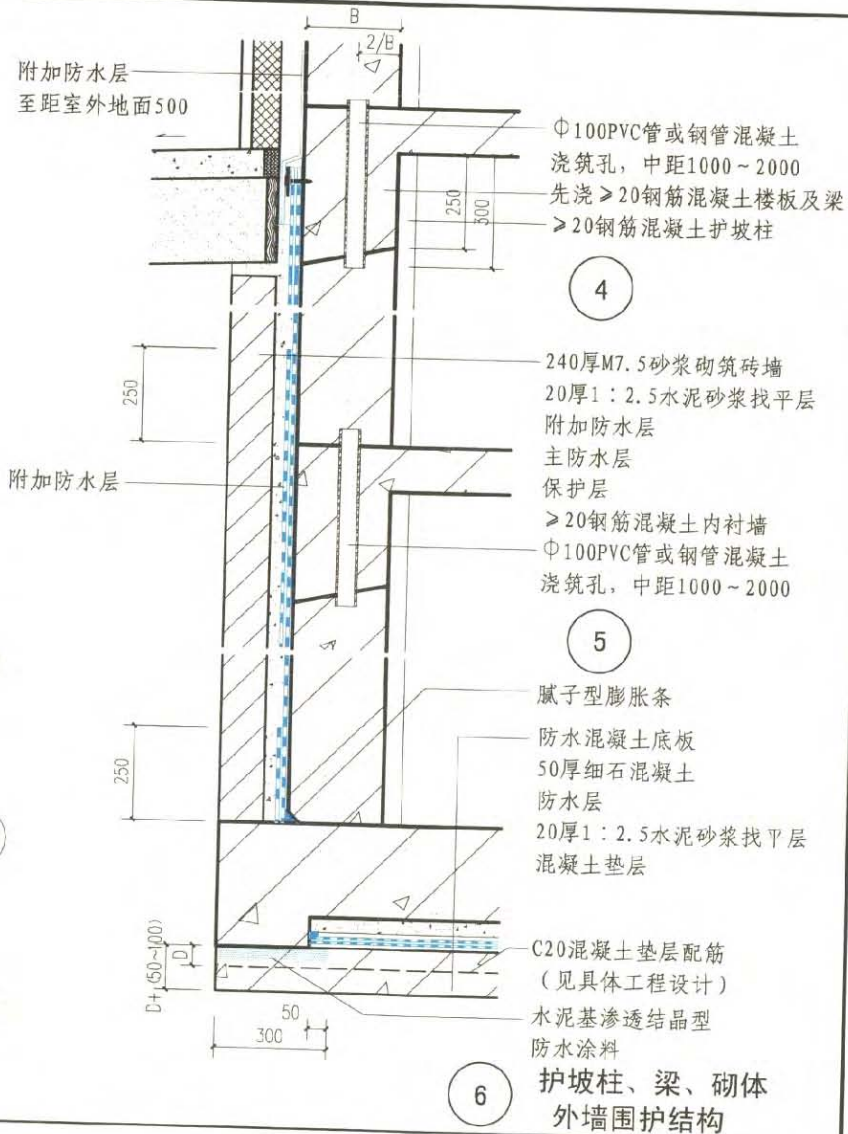 B
2/B
附加防水层
至距室外地面500
Φ100PVC管或钢管混凝土
浇筑孔, 中距1000~2000
先浇≥20钢筋混凝土楼板及梁
≥20钢筋混凝土护坡柱
250
300
4
240厚M7.5砂浆砌筑砖墙
20厚1:2.5水泥砂浆找平层
附加防水层
主防水层
保护层
≥20钢筋混凝土内衬墙
Φ100PVC管或钢管混凝土
浇筑孔, 中距1000~2000
250
附加防水层
5
腻子型膨胀条
防水混凝土底板
50厚细石混凝土
防水层
20厚1:2.5水泥砂浆找平层
混凝土垫层
250
C20混凝土垫层配筋
(见具体工程设计)
水泥基渗透结晶型
防水涂料
D+(50~100)
D
50
300
6
护坡柱、梁、砌体
外墙围护结构